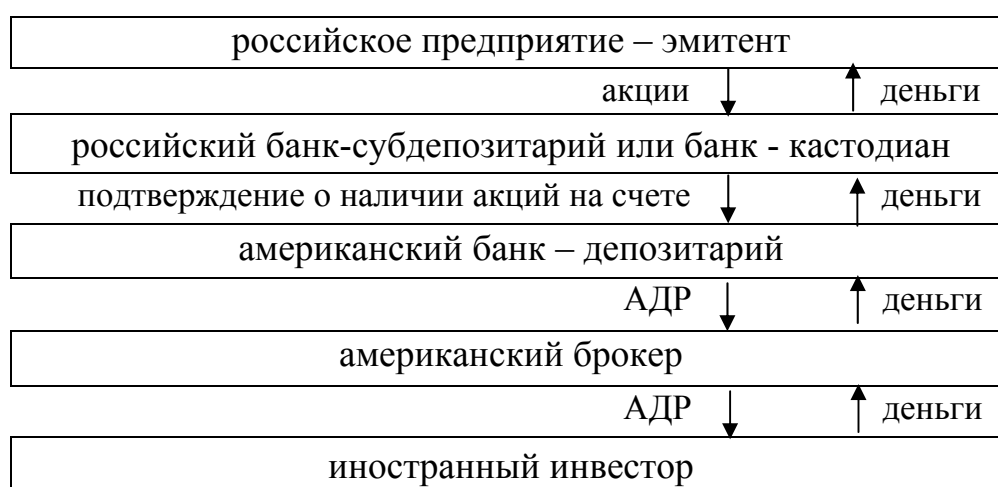 российское предприятие – эмитент
акции деньги
российский банк-субдепозитарий или банк - кастодиан
подтверждение о наличии акций на счете деньги
американский банк – депозитарий
АДР деньги
американский брокер
АДР деньги
иностранный инвестор